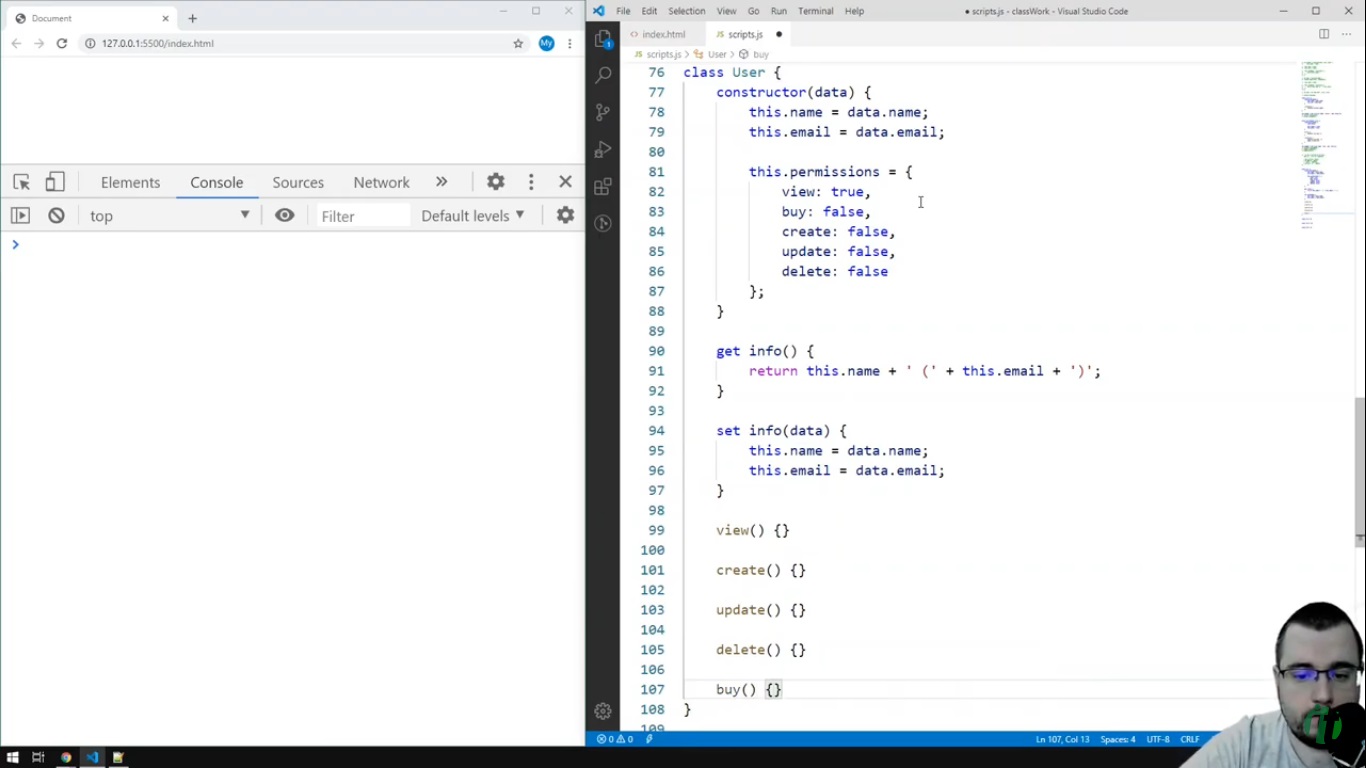 Document
127.0.0.1:5500/index.html
My
Elements Console Sources Network »
top Filter Default levels
File Edit Selection View Go Run Terminal Help
● scripts.js - classWork - Visual Studio Code
<> index.html JS scripts.js ●
JS scripts.js > User > buy
1
76 class User {
77 constructor(data) {
78 this.name = data.name;
79 this.email = data.email;
80
81 this.permissions = {
82 view: true,
83 buy: false,
84 create: false,
85 update: false,
86 delete: false
87 };
88 }
89
90 get info() {
91 return this.name + ' (' + this.email + ')';
92 }
93
94 set info(data) {
95 this.name = data.name;
96 this.email = data.email;
97 }
98
99 view() {}
100
101 create() {}
102
103 update() {}
104
105 delete() {}
106
107 buy() {}
108 }
109
0 0 Ln 107, Col 13 Spaces: 4 UTF-8 CRLF